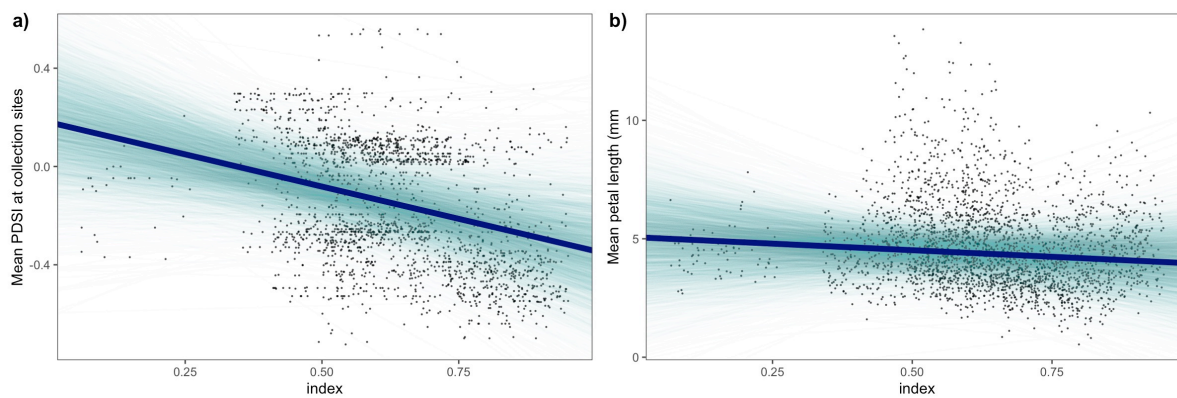 a)
Mean PDSI at collection sites
0.4
0.0
-0.4
0.25
0.50
0.75
index
b)
Mean petal length (mm
10
5
0
0.25
0.50
0.75
index